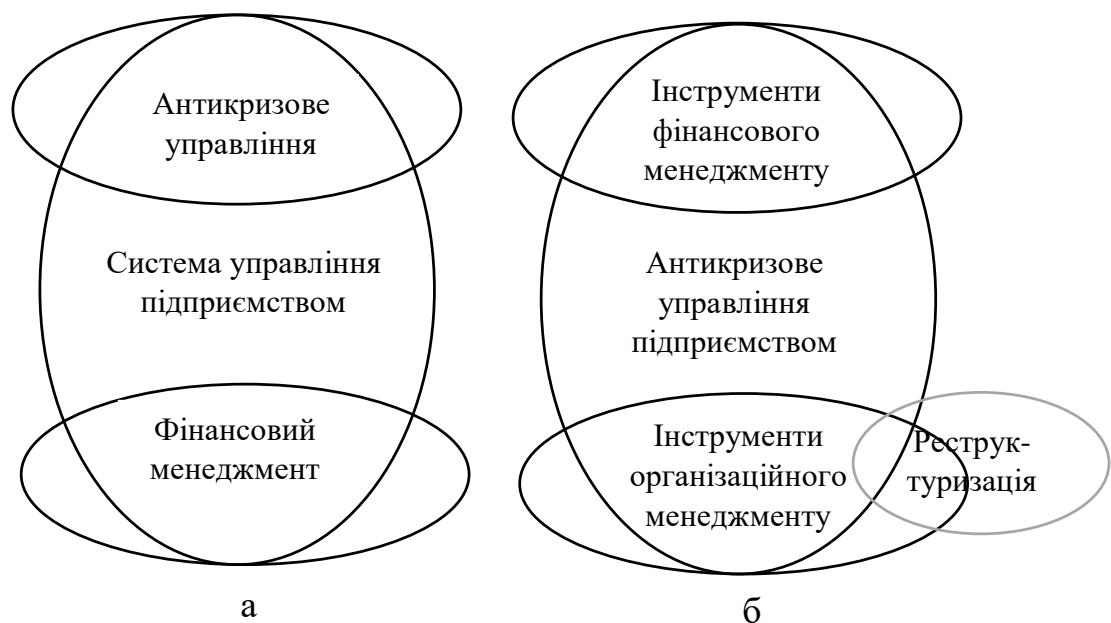 Антикризове
управління
Система управління
підприємством
Фінансовий
менеджмент
а
Інструменти
фінансового
менеджменту
Антикризове
управління
підприємством
Інструменти
організаційного
менеджменту
Реструк-
туризація
б